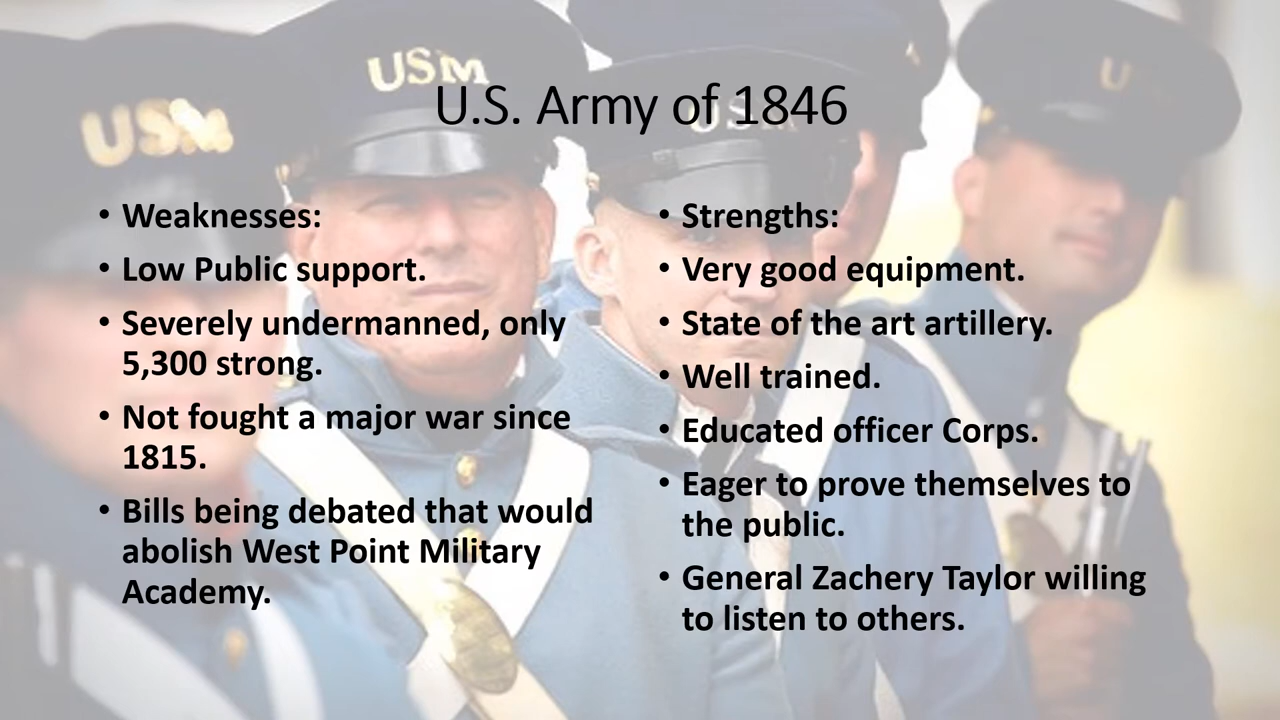 USM
USM
USM
U
U.S. Army of 1846
• Weaknesses:
• Low Public support.
• Severely undermanned, only
5,300 strong.
• Not fought a major war since
1815.
• Bills being debated that would
abolish West Point Military
Academy.
• Strengths:
• Very good equipment.
• State of the art artillery.
• Well trained.
• Educated officer Corps.
• Eager to prove themselves to
the public.
• General Zachery Taylor willing
to listen to others.